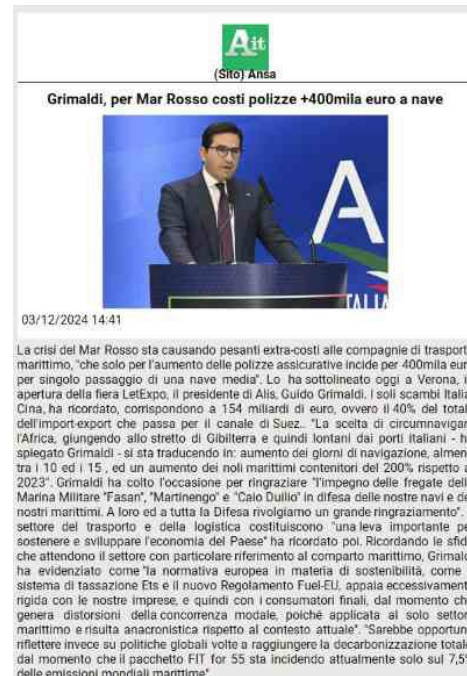 Ait
(Sito) Ansa
Grimaldi, per Mar Rosso costi polizze +400mila euro a nave
A
ITALIA
03/12/2024 14:41
La crisi del Mar Rosso sta causando pesanti extra-costi alle compagnie di trasport
marittimo, "che solo per l'aumento delle polizze assicurative incide per 400mila eur
per singolo passaggio di una nave media". Lo ha sottolineato oggi a Verona, i
apertura della fiera LetExpo, il presidente di Alis, Guido Grimaldi. I soli scambi Itali
Cina, ha ricordato, corrispondono a 154 miliardi di euro, ovvero il 40% del total
dell'import-export che passa per il canale di Suez.. "La scelta di circumnavigar
l'Africa, giungendo allo stretto di Gibilterra e quindi lontani dai porti italiani - h
spiegato Grimaldi - si sta traducendo in: aumento dei giorni di navigazione, almen
tra i 10 ed i 15 , ed un aumento dei noli marittimi contenitori del 200% rispetto a
2023". Grimaldi ha colto l'occasione per ringraziare "l'impegno delle fregate dell
Marina Militare "Fasan", "Martinengo" e "Caio Duilio" in difesa delle nostre navi e de
nostri marittimi. A loro ed a tutta la Difesa rivolgiamo un grande ringraziamento".
settore del trasporto e della logistica costituiscono "una leva importante pe
sostenere e sviluppare l'economia del Paese" ha ricordato poi. Ricordando le sfid
che attendono il settore con particolare riferimento al comparto marittimo, Grimald
ha evidenziato come "la normativa europea in materia di sostenibilità, come
sistema di tassazione Ets e il nuovo Regolamento Fuel-EU, appaia eccessivament
rigida con le nostre imprese, e quindi con i consumatori finali, dal momento ch
genera distorsioni della concorrenza modale, poiché applicata al solo settor
marittimo e risulta anacronistica rispetto al contesto attuale". "Sarebbe opportun
riflettere invece su politiche globali volte a raggiungere la decarbonizzazione total
dal momento che il pacchetto FIT for 55 sta incidendo attualmente solo sul 7,5%
delle emissioni mondiali marittime"